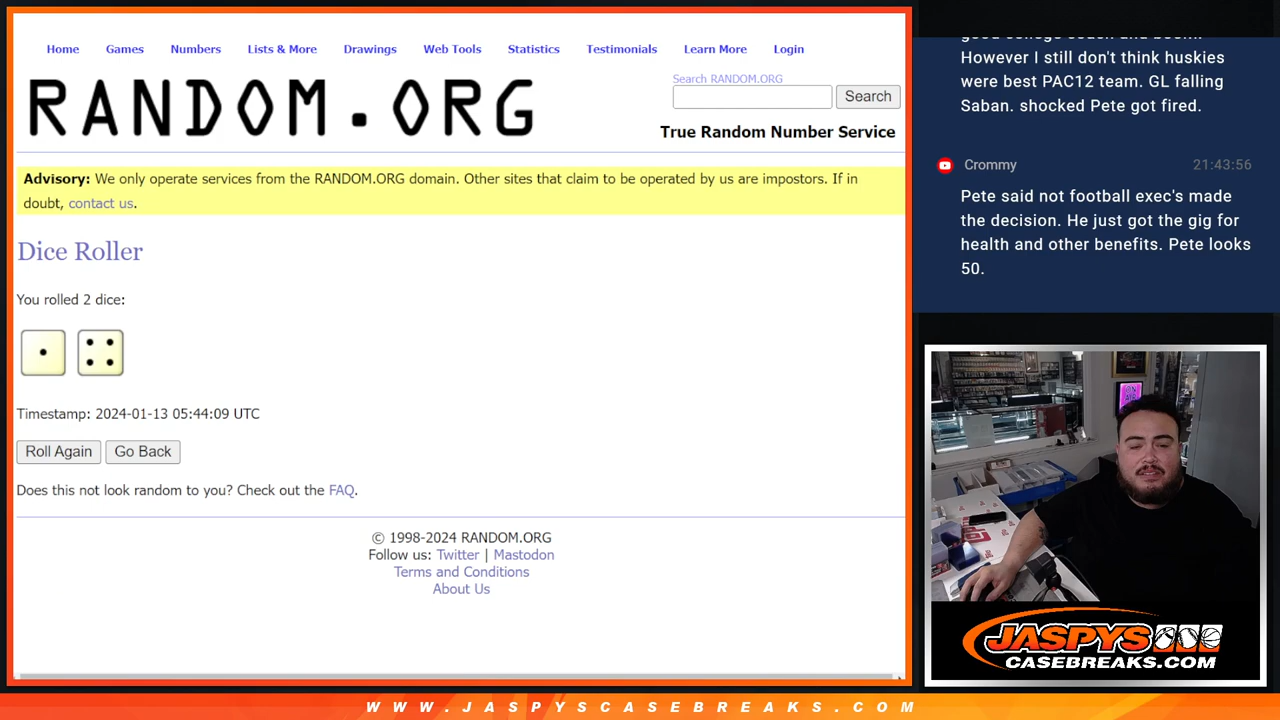 Home Games Numbers Lists & More Drawings Web Tools Statistics Testimonials Learn More Login
RANDOM.ORG
Search RANDOM.ORG
Search
True Random Number Service
Advisory: We only operate services from the RANDOM.ORG domain. Other sites that claim to be operated by us are impostors. If in
doubt, contact us.
Dice Roller
You rolled 2 dice:
Timestamp: 2024-01-13 05:44:09 UTC
Roll Again Go Back
Does this not look random to you? Check out the FAQ.
© 1998-2024 RANDOM.ORG
Follow us: Twitter | Mastodon
Terms and Conditions
About Us
However I still don't think huskies
were best PAC12 team. GL falling
Saban. shocked Pete got fired.
Crommy 21:43:56
Pete said not football exec's made
the decision. He just got the gig for
health and other benefits. Pete looks
50.
JASPYS
CASEBREAKS.COM
WWW.JASPYSCASEBREAKS.COM